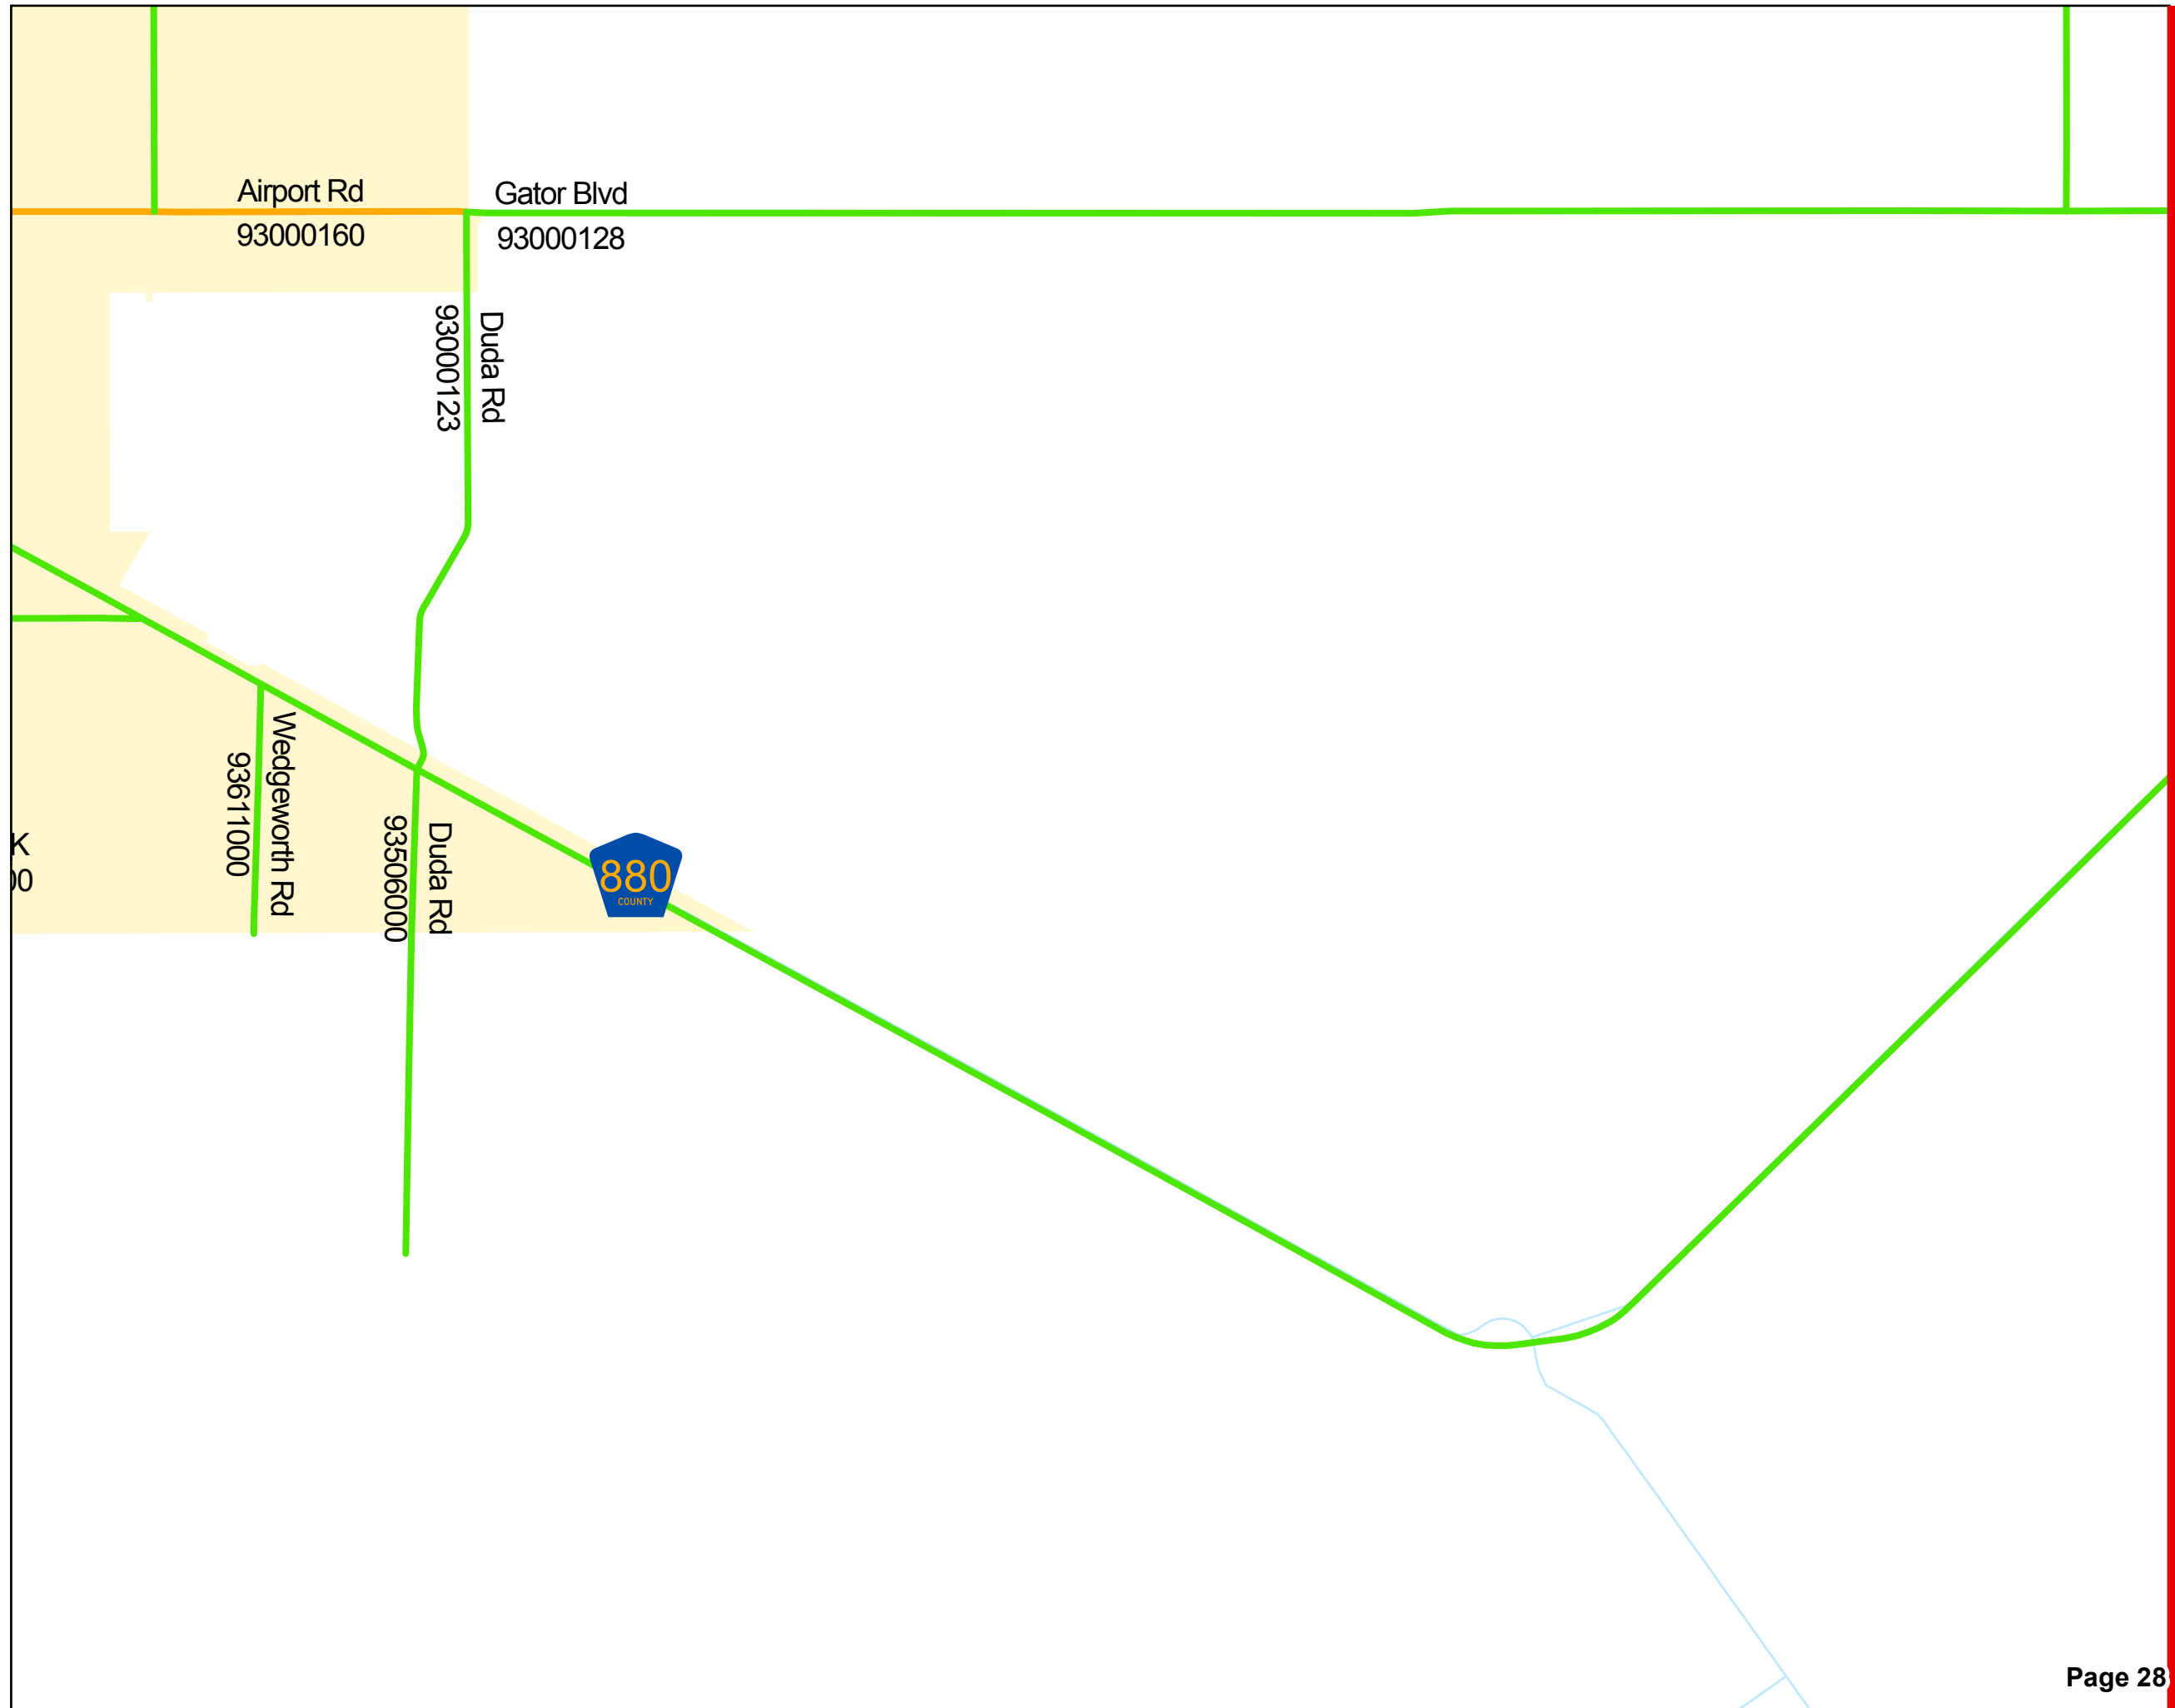 Airport Rd
93000160
Gator Blvd
93000128
93000123
Duda Rd
Wedgeworth Rd
93611000
Duda Rd
93506000
K
00
880
COUNTY
Page 28